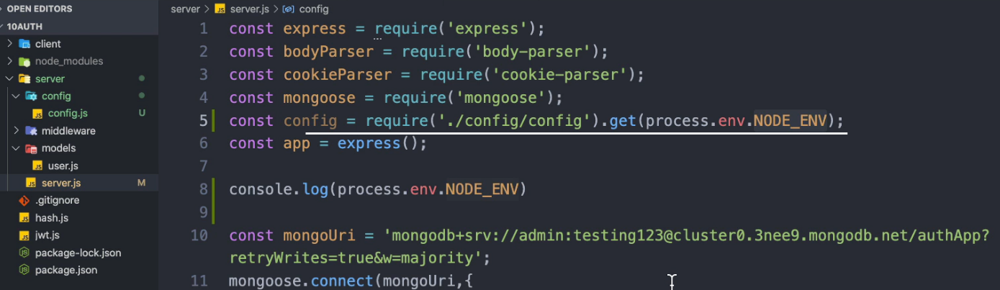 OPEN EDITORS
10AUTH
client
node_modules
server
config
config.js U
middleware
models
user.js
server.js M
.gitignore
hash.js
jwt.js
package-lock.json
package.json
server > server.js > config
1 const express = require('express');
2 const bodyParser = require('body-parser');
3 const cookieParser = require('cookie-parser');
4 const mongoose = require('mongoose');
5 const config = require('./config/config').get(process.env.NODE_ENV);
6 const app = express();
7
8 console.log(process.env.NODE_ENV)
9
10 const mongoUri = 'mongodb+srv://admin:testing123@cluster0.3nee9.mongodb.net/authApp?
retryWrites=true&w=majority';
11 mongoose.connect(mongoUri,{